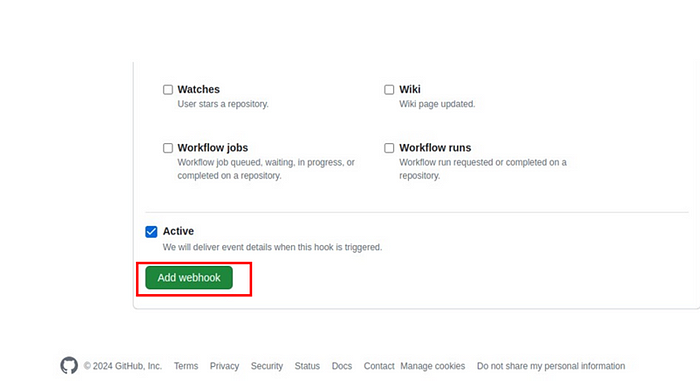 Watches
User stars a repository.
Wiki
Wiki page updated.
Workflow jobs
Workflow job queued, waiting, in progress, or
completed on a repository.
Workflow runs
Workflow run requested or completed on a
repository.
Active
We will deliver event details when this hook is triggered.
Add webhook
© 2024 GitHub, Inc. Terms Privacy Security Status Docs Contact Manage cookies Do not share my personal information